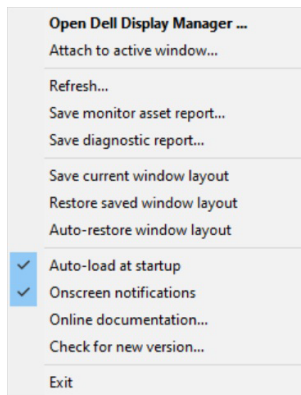 Open Dell Display Manager ...
Attach to active window...
Refresh...
Save monitor asset report...
Save diagnostic report...
Save current window layout
Restore saved window layout
Auto-restore window layout
Auto-load at startup
Onscreen notifications
Online documentation...
Check for new version...
Exit